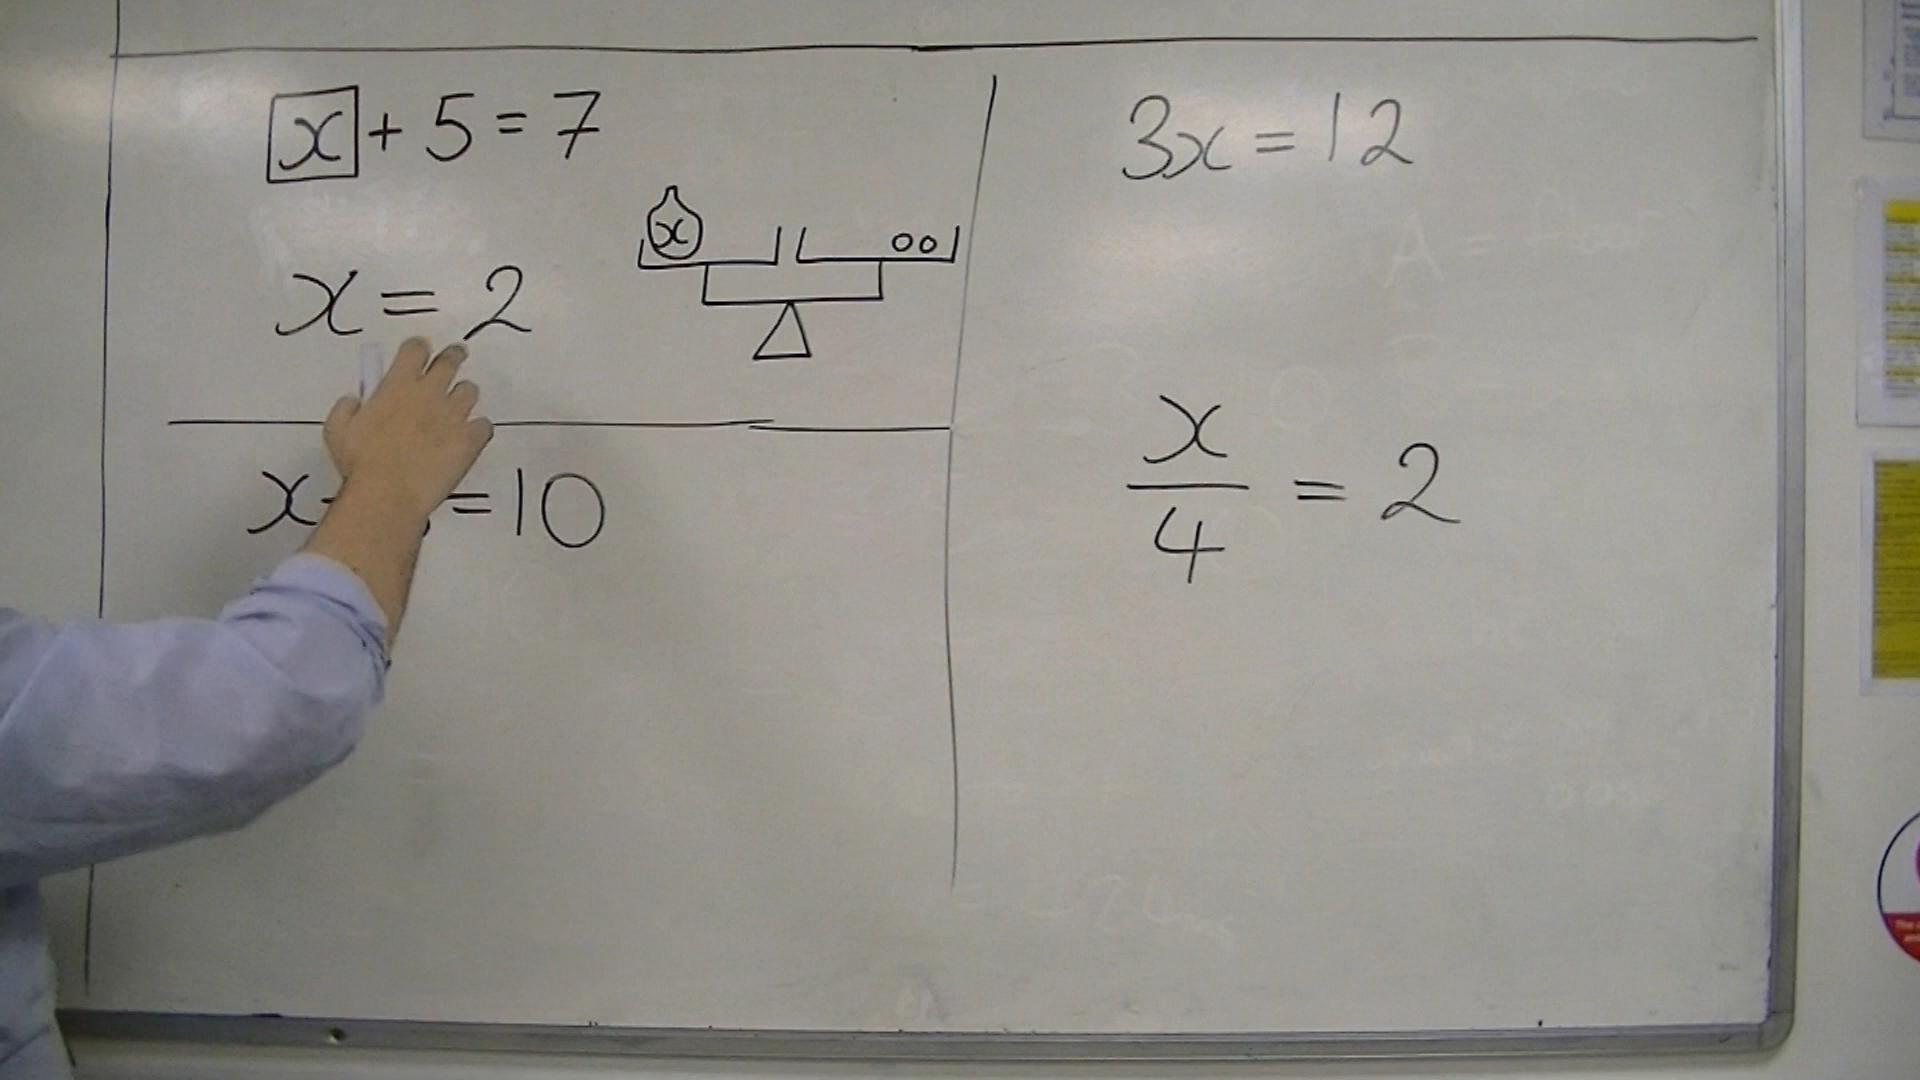 x + 5 = 7
x
x = 2
= 10
3x = 12
x/4 = 2